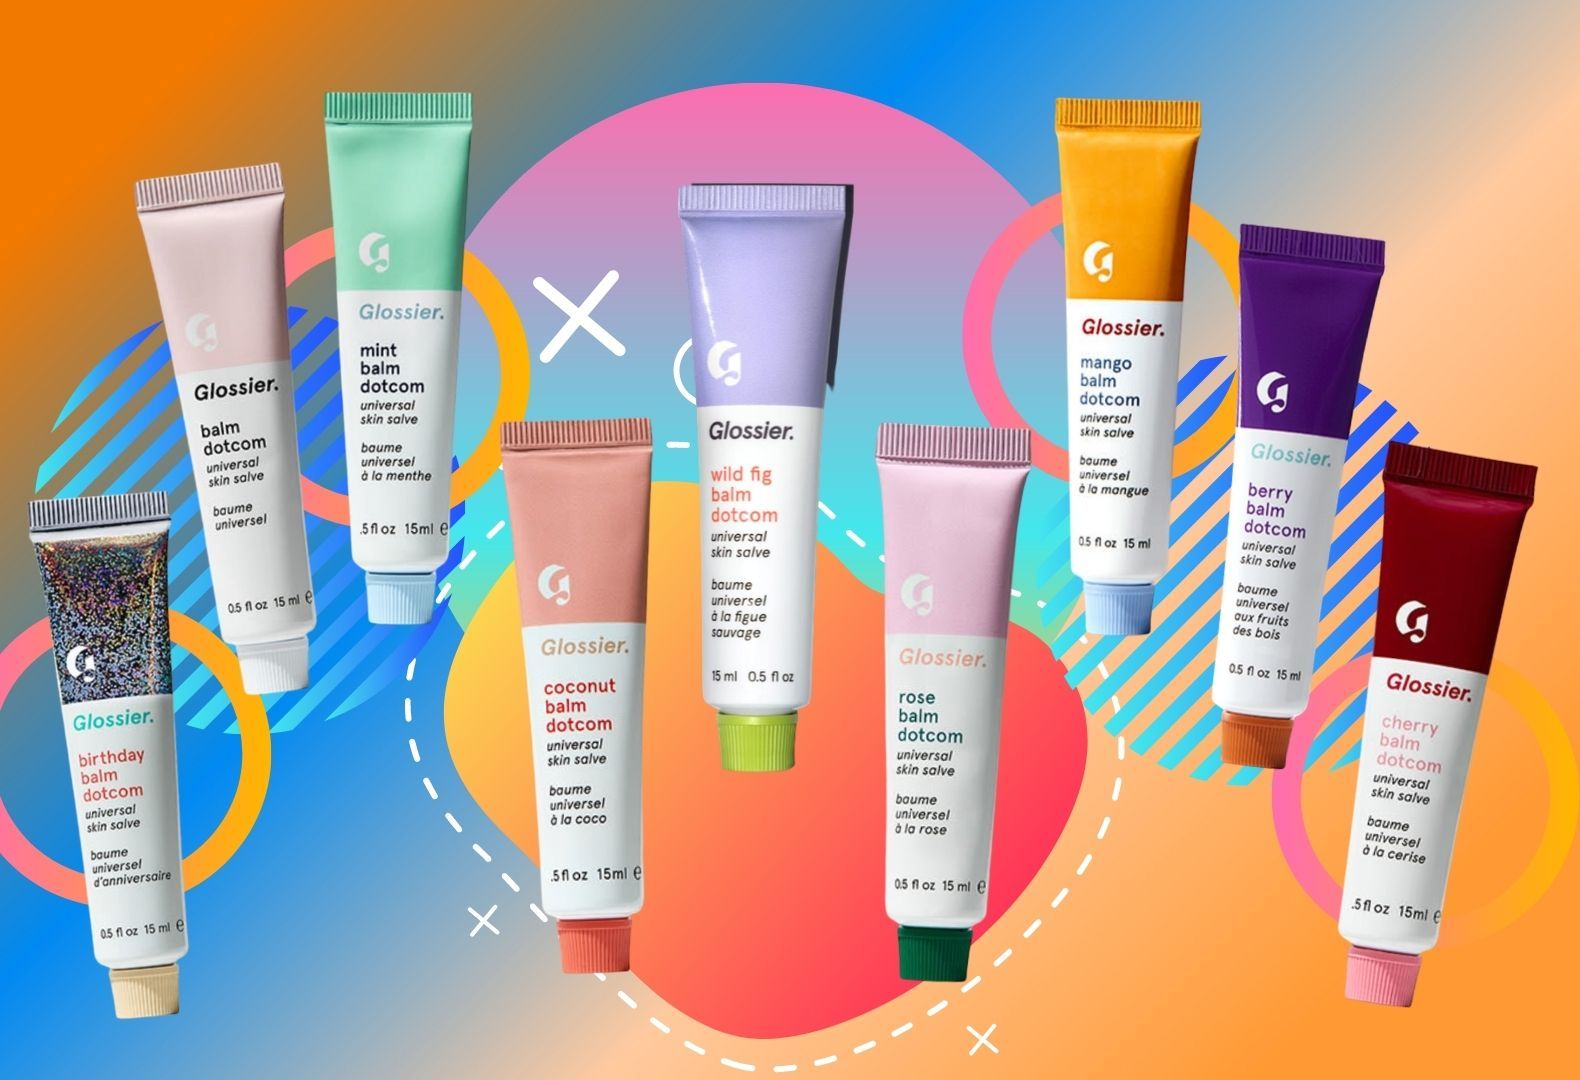 Glossier.
birthday
balm
dotcom
universal
skin salve
baume
universel
d'anniversaire
0.5 fl oz 15 ml e
Glossier.
balm
dotcom
universal
skin salve
baume
universel
0.5 fl oz 15 ml e
Glossier.
mint
balm
dotcom
universal
skin salve
baume
universel
à la menthe
.5 fl oz 15ml e
Glossier.
coconut
balm
dotcom
universal
skin salve
baume
universel
à la coco
.5 fl oz 15ml e
Glossier.
wild fig
balm
dotcom
universal
skin salve
baume
universel
à la figue
sauvage
15 ml 0.5 fl oz
Glossier.
rose
balm
dotcom
universal
skin salve
baume
universel
à la rose
0.5 fl oz 15 ml e
Glossier.
mango
balm
dotcom
universal
skin salve
baume
universel
à la mangue
0.5 fl oz 15 ml
Glossier.
berry
balm
dotcom
universal
skin salve
baume
universel
aux fruits
des bois
0.5 fl oz 15 ml
Glossier.
cherry
balm
dotcom
universal
skin salve
baume
universel
à la cerise
.5 fl oz 15ml e